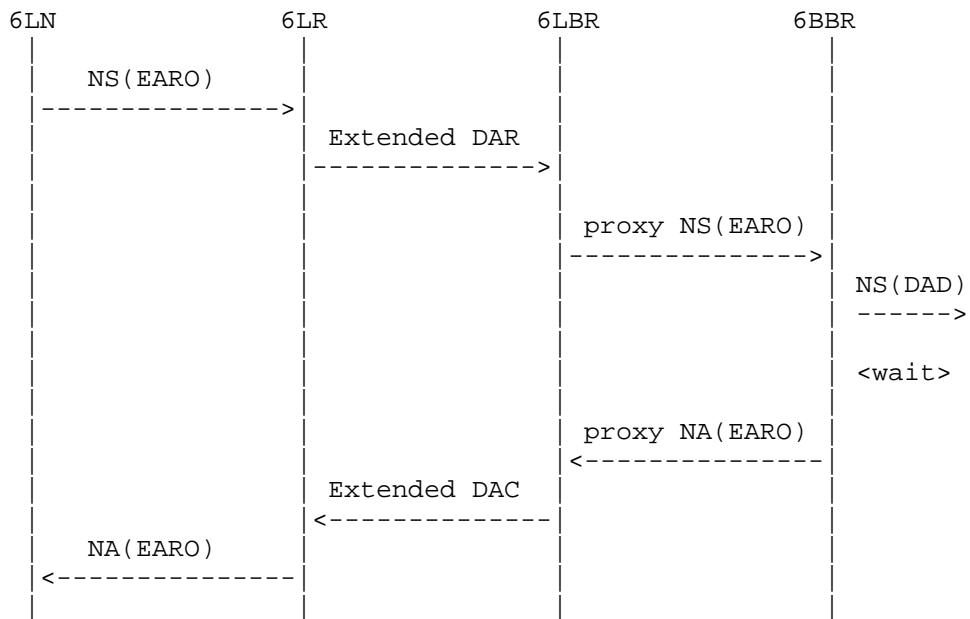 6LN 6LR 6LBR 6BBR
NS(EARO)
Extended DAR
proxy NS(EARO)
NS(DAD)
<wait>
proxy NA(EARO)
Extended DAC
NA(EARO)